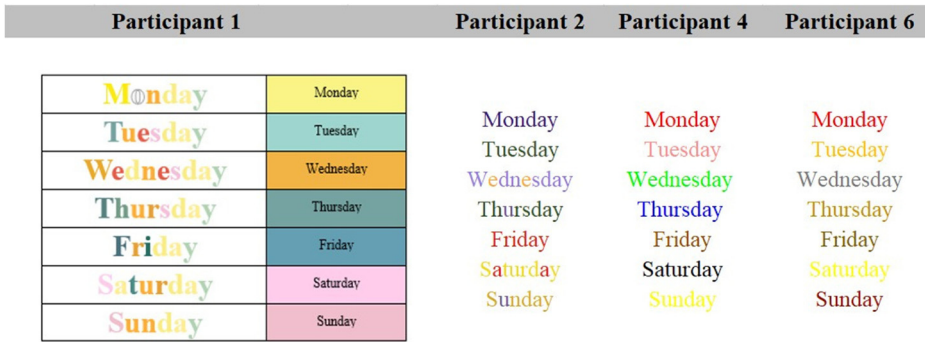 Participant 1 Participant 2 Participant 4 Participant 6
Monday Monday
Tuesday Tuesday
Wednesday Wednesday
Thursday Thursday
Friday Friday
Saturday Saturday
Sunday Sunday
Monday Monday Monday
Tuesday Tuesday Tuesday
Wednesday Wednesday Wednesday
Thursday Thursday Thursday
Friday Friday Friday
Saturday Saturday Saturday
Sunday Sunday Sunday